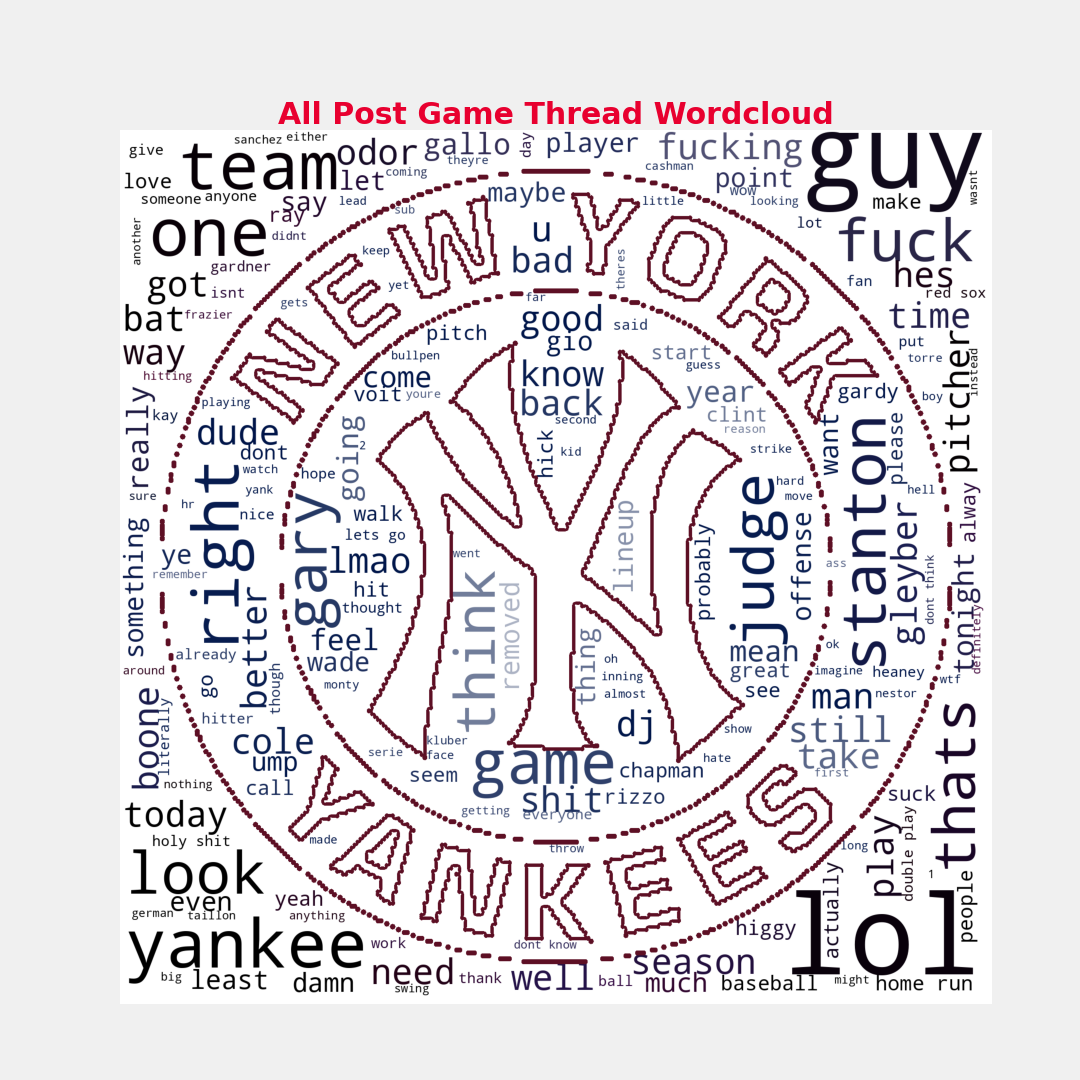 All Post Game Thread Wordcloud
give
sanchez
either
team
odor
gallo
day
player
fucking
guy
theyre
coming
cashman
point
wow
looking
make
wasnt
love
let
someone
anyone
say
lead
sub
maybe
little
lot
fuck
one
ray
didnt
another
NEW YORK
keep
u
bad
theres
hes
got
gardner
isnt
yet
fan
red sox
gets
far
bat
frazier
pitch
good
gio
said
time
put
way
bullpen
start
guess
torre
pitcher
instead
hitting
come
know
year
gardy
boy
really
kay
playing
voit
youre
back
clint
reason
second
dude
dont
going
2
hick
kid
strike
want
please
watch
hope
hard
move
hell
sure
hr
yank
nice
right
gary
walk
lets go
lineup
judge
offense
stanton
gleyber
alway
something
ye
remember
lmao
went
probably
ass
dont think
hit
thought
think
removed
thing
tonight
definitely
better
feel
wade
oh
inning
almost
mean
great
see
ok
imagine
heaney
wtf
around
already
though
go
monty
man
nestor
boone
literally
hitter
dj
show
still
take
first
thats
cole
ump
call
serie
kluber
face
seem
game
chapman
hate
shit
rizzo
nothing
getting
everyone
suck
today
holy shit
made
throw
long
play
double play
1
people
YANKEES
look
even
yeah
german
taillon
anything
actually
lol
yankee
work
dont know
higgy
big
least
damn
need
swing
thank
well
ball
season
much
baseball
might
home run
NY